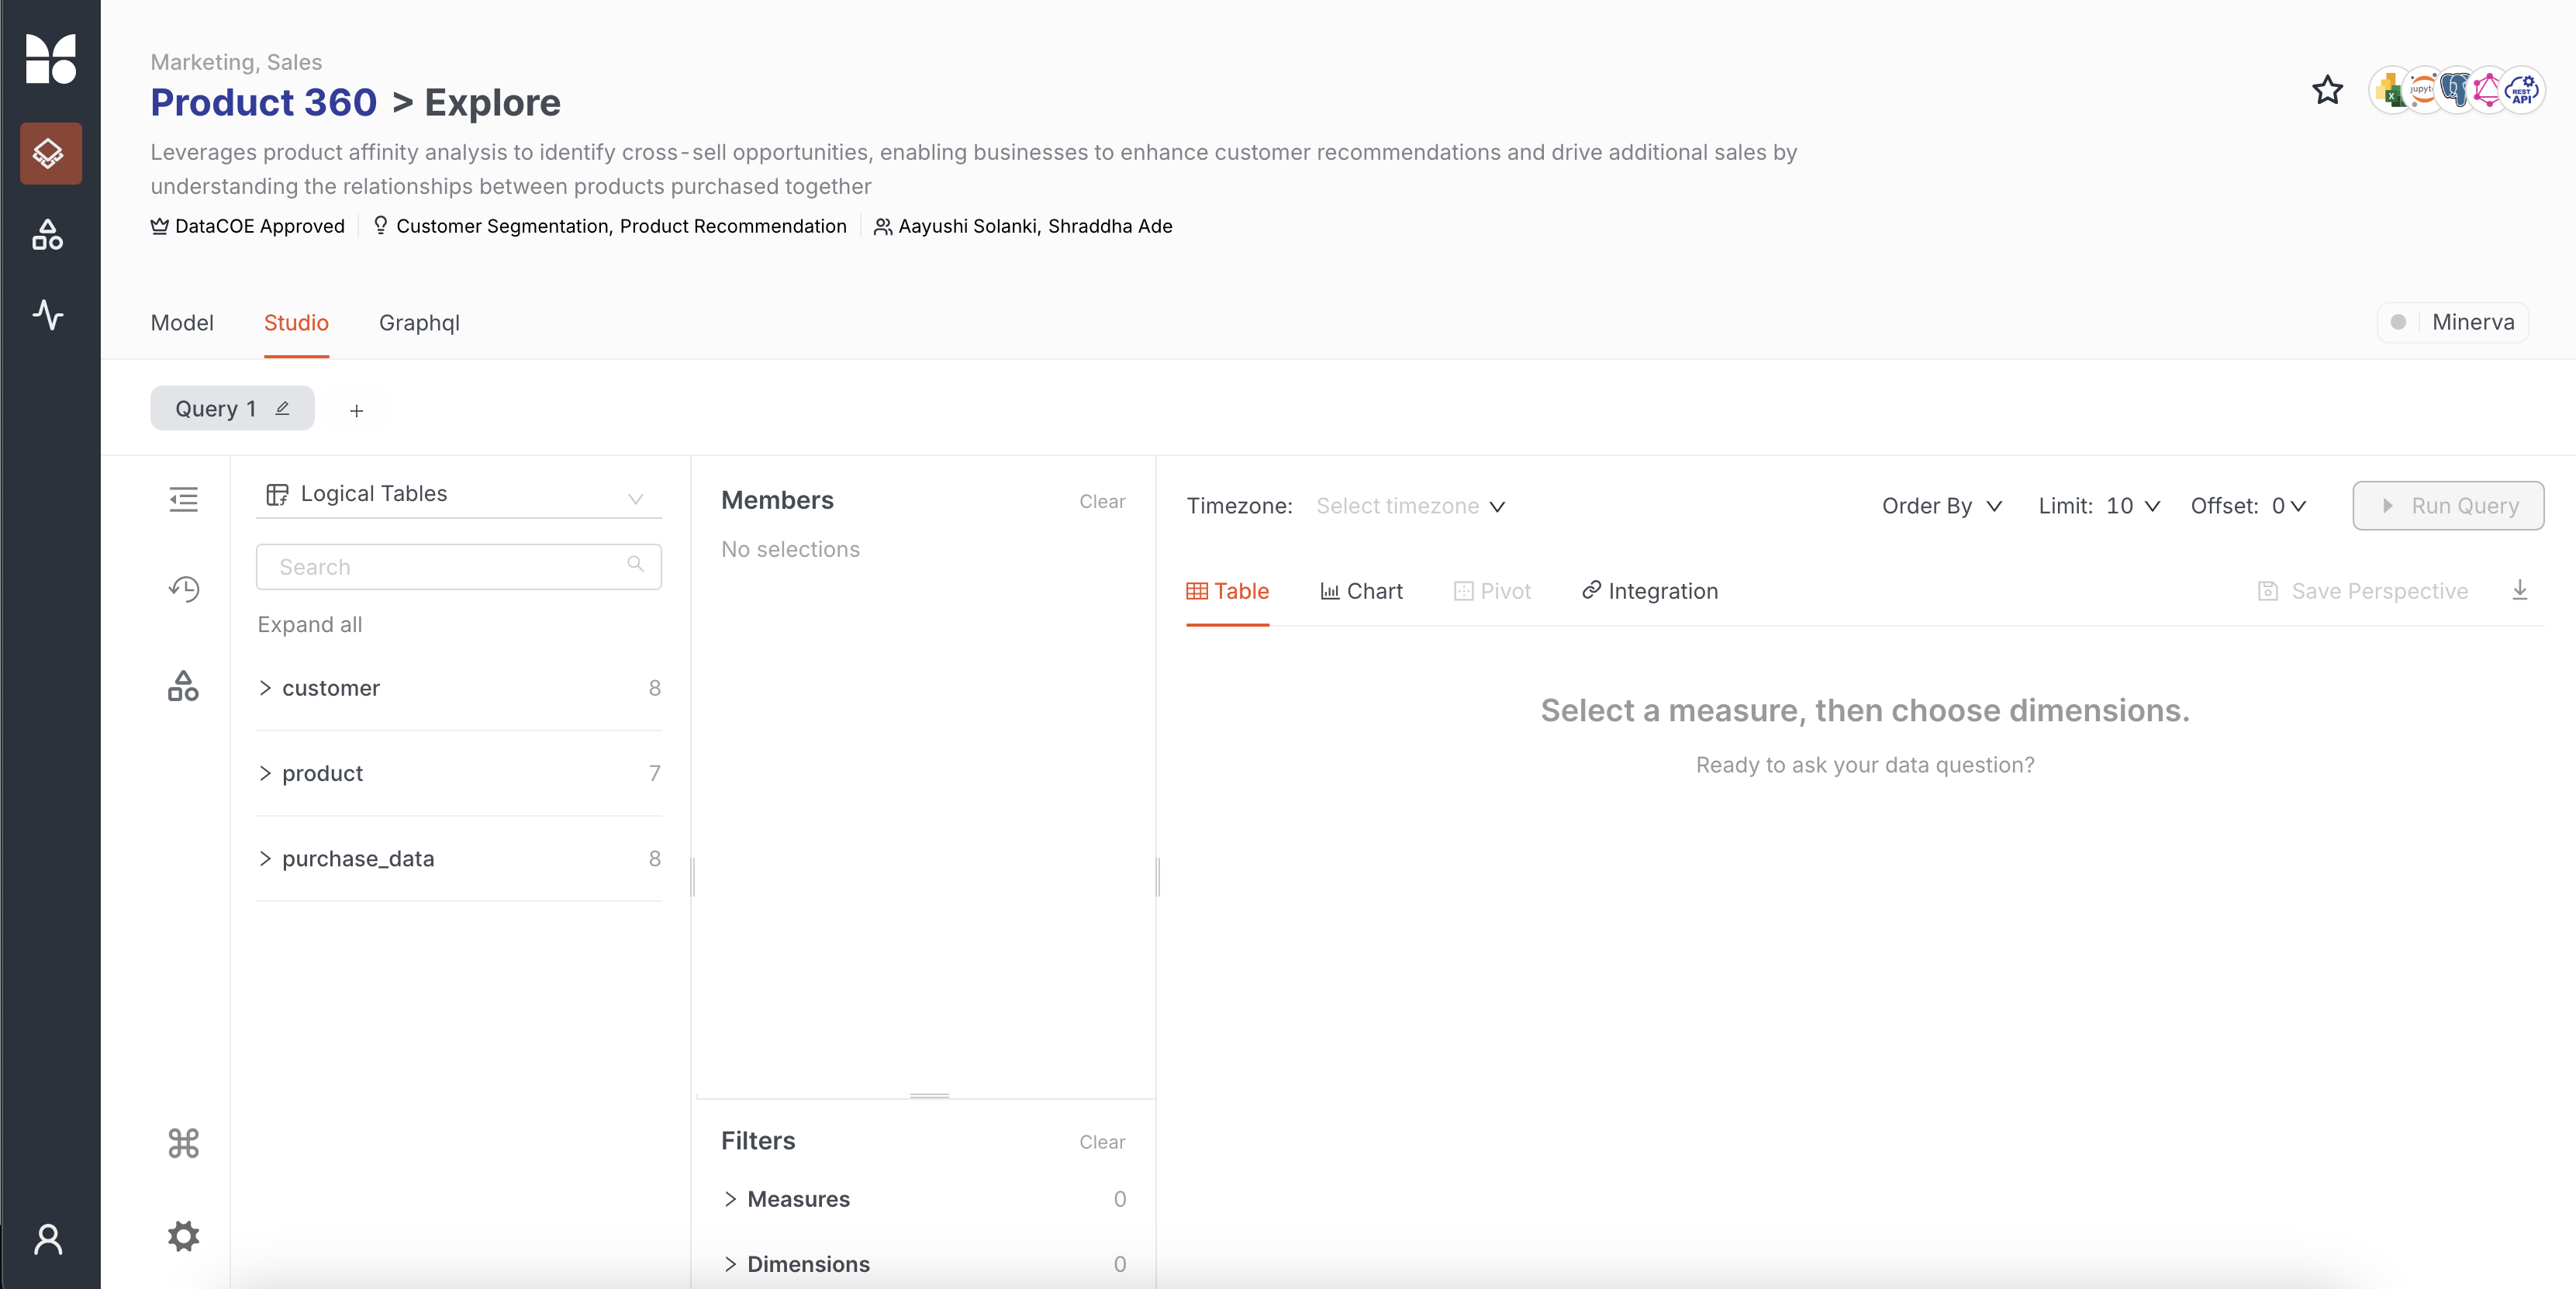 Marketing, Sales
Product 360 > Explore
Leverages product affinity analysis to identify cross-sell opportunities, enabling businesses to enhance customer recommendations and drive additional sales by
understanding the relationships between products purchased together
DataCOE Approved
Customer Segmentation, Product Recommendation
Aayushi Solanki, Shraddha Ade
REST
API
Model
Studio
Graphql
Minerva
Query 1
+
Logical Tables
Search
Expand all
customer 8
product 7
purchase_data 8
Members Clear
No selections
Filters Clear
Measures 0
Dimensions 0
Timezone: Select timezone
Order By
Limit: 10
Offset: 0
Run Query
Table
Chart
Pivot
Integration
Save Perspective
Select a measure, then choose dimensions.
Ready to ask your data question?